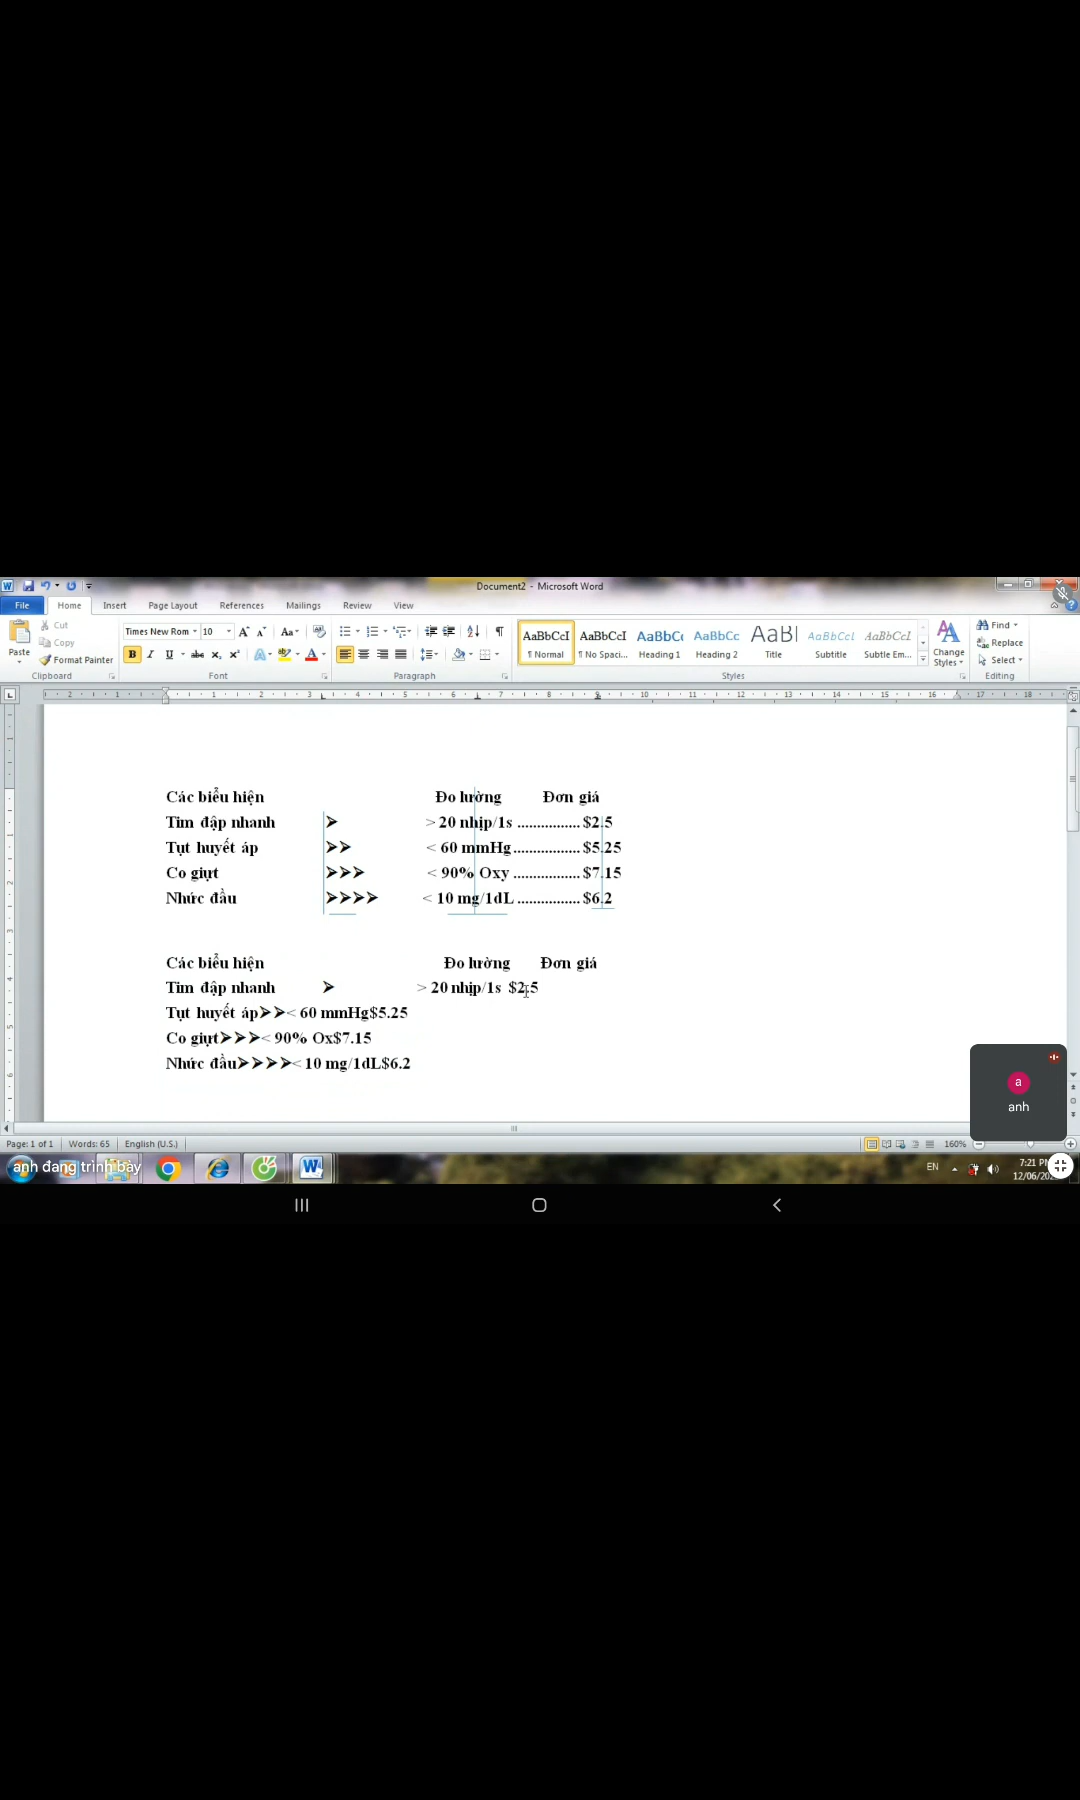 Document2 - Microsoft Word
File Home Insert Page Layout References Mailings Review View
Paste
Cut
Copy
Format Painter
Clipboard
Times New Rom 10
Font
Paragraph
AaBbCcI AaBbCcI AaBbC AaBbCc AaB AaBbCcI AaBbCcI
¶ Normal ¶ No Spaci... Heading 1 Heading 2 Title Subtitle Subtle Em...
Styles
Change Styles
Find
Replace
Select
Editing
Các biểu hiện Đo lường Đơn giá
Tim đập nhanh ➤ > 20 nhịp/1s ................ $2.5
Tụt huyết áp ➤➤ < 60 mmHg ................. $5.25
Co giựt ➤➤➤ < 90% Oxy ................. $7.15
Nhức đầu ➤➤➤➤ < 10 mg/1dL ................ $6.2
Các biểu hiện Đo lường Đơn giá
Tim đập nhanh ➤ > 20 nhịp/1s $2.5
Tụt huyết áp➤➤< 60 mmHg$5.25
Co giựt➤➤➤< 90% Ox$7.15
Nhức đầu➤➤➤➤< 10 mg/1dL$6.2
a
anh
Page: 1 of 1 Words: 65 English (U.S.) 160%
anh đang trình bày
EN
7:21 P
12/06/20